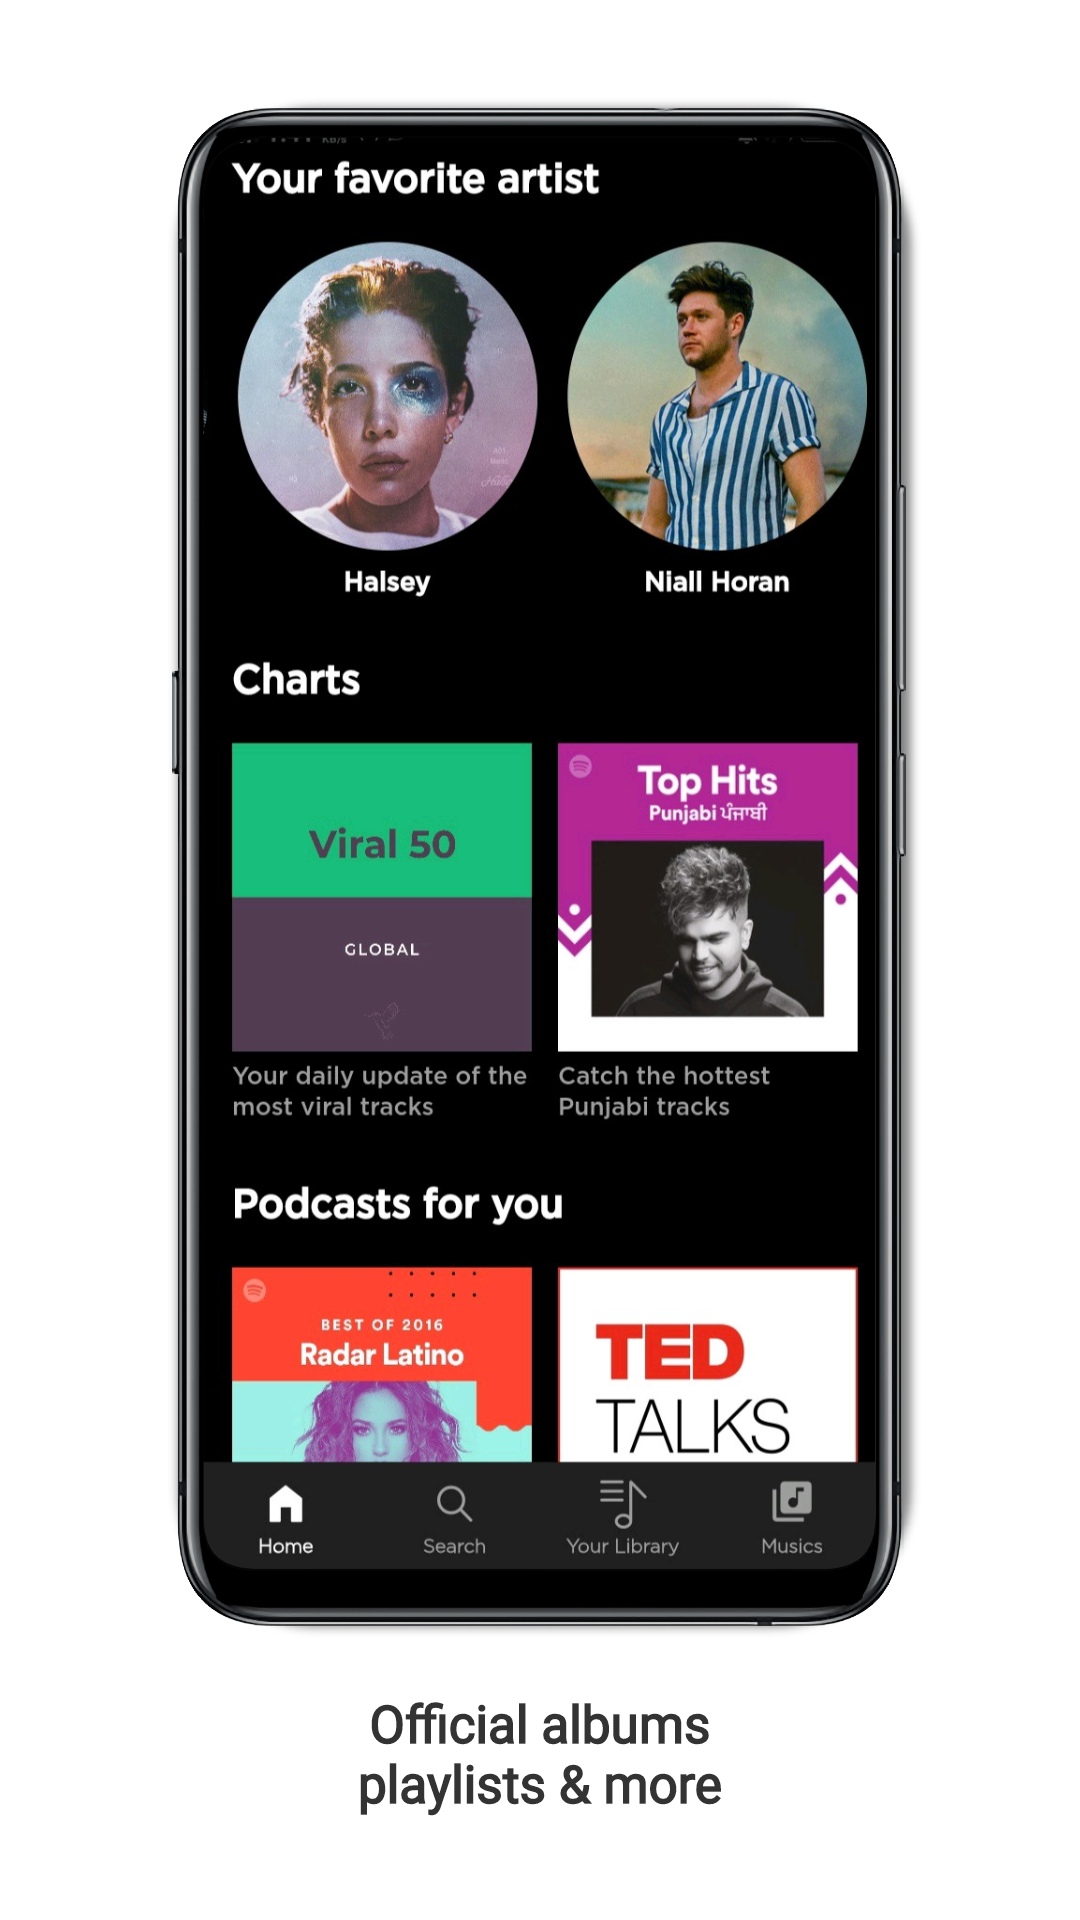 KB/s
Your favorite artist
Halsey
Niall Horan
Charts
Viral 50
GLOBAL
Top Hits
Punjabi ਪੰਜਾਬੀ
Your daily update of the
most viral tracks
Catch the hottest
Punjabi tracks
Podcasts for you
BEST OF 2016
Radar Latino
TED
TALKS
Home
Search
Your Library
Musics
Official albums
playlists & more